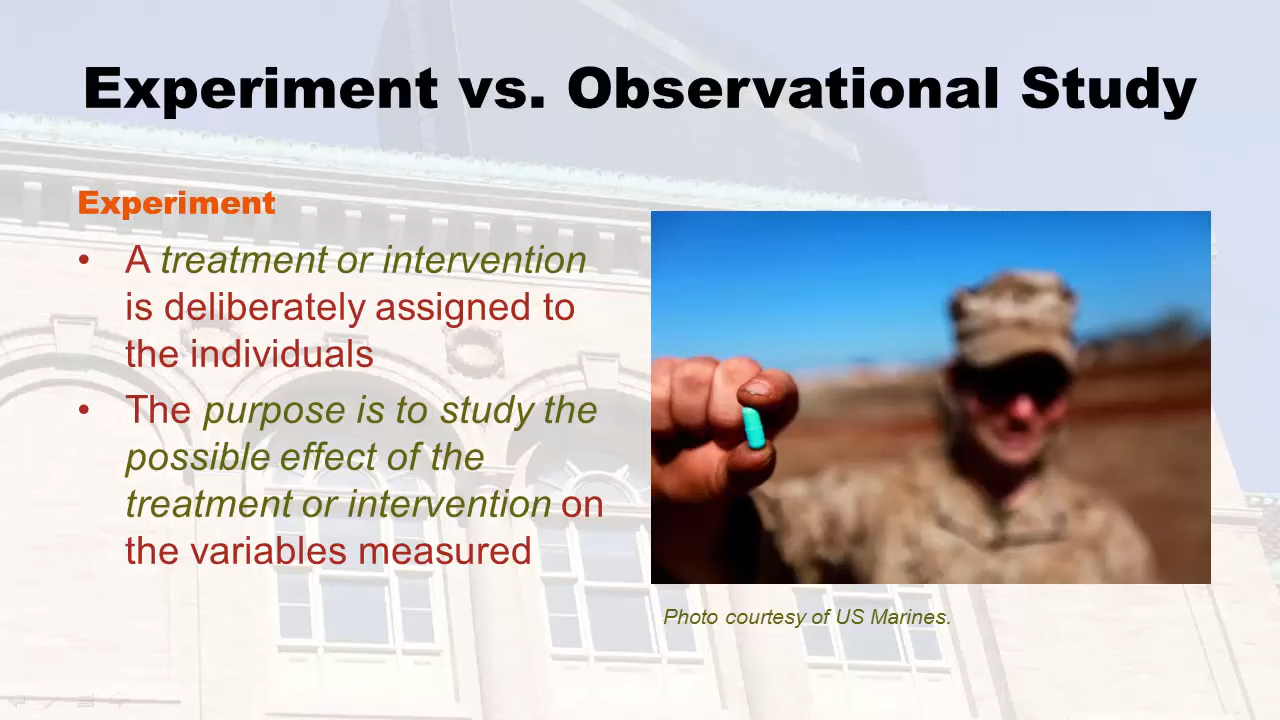 Experiment vs. Observational Study
Experiment
• A treatment or intervention
is deliberately assigned to
the individuals
• The purpose is to study the
possible effect of the
treatment or intervention on
the variables measured
Photo courtesy of US Marines.